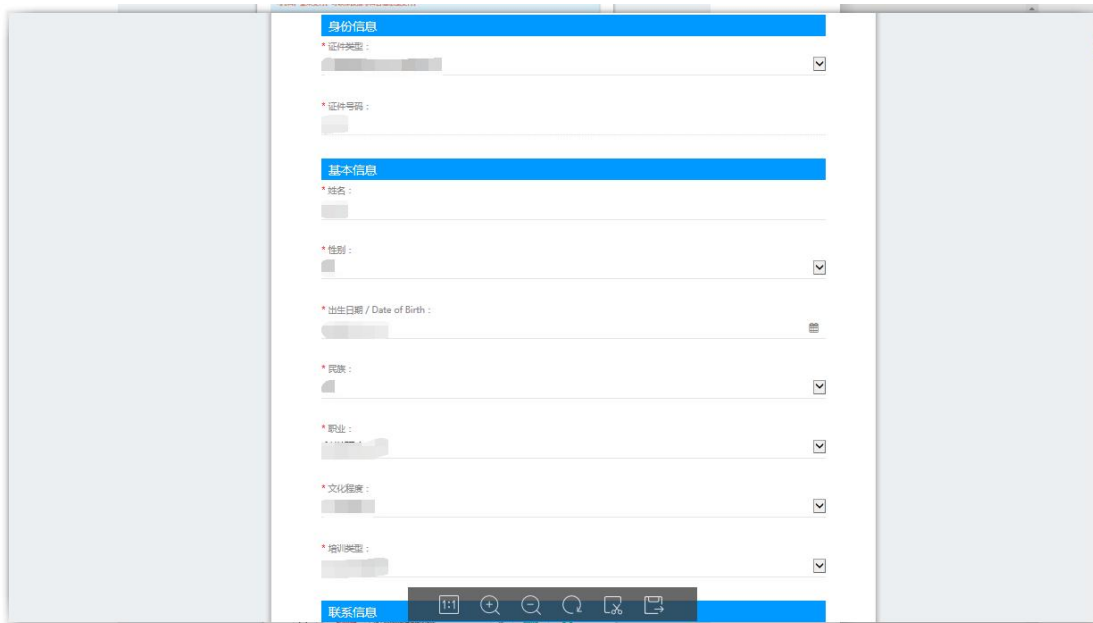 身份信息
* 证件类型：
* 证件号码：
基本信息
* 姓名：
* 性别：
* 出生日期 / Date of Birth：
* 民族：
* 职业：
* 文化程度：
* 培训类型：
联系信息
1:1